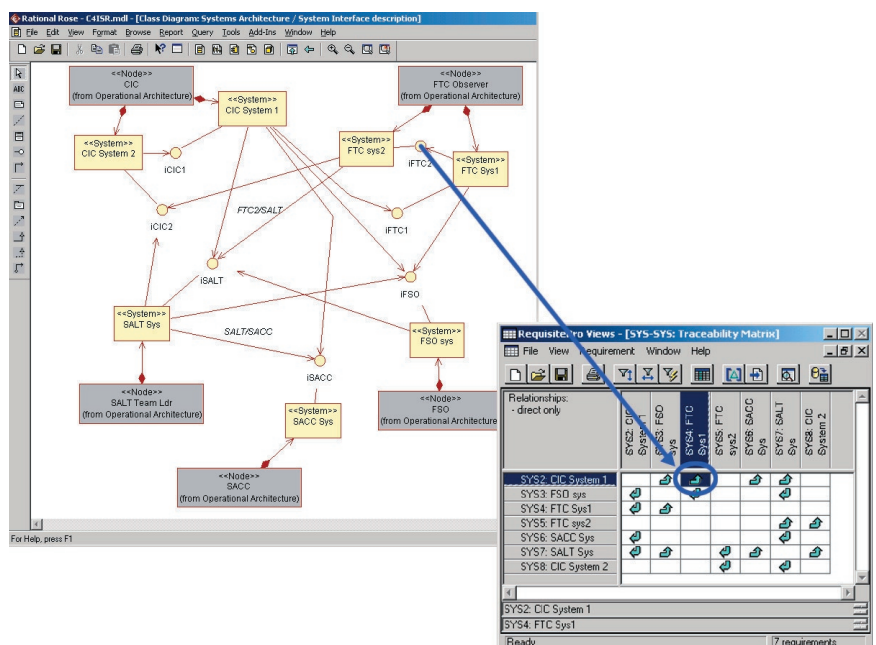 Rational Rose - C4ISR.mdl - [Class Diagram: Systems Architecture / System Interface description]
File Edit View Format Browse Report Query Tools Add-Ins Window Help
ABC
<<Node>>
CIC
(from Operational Architecture)
<<System>>
CIC System 1
<<Node>>
FTC Observer
(from Operational Architecture)
<<System>>
CIC System 2
iCIC1
<<System>>
FTC sys2
iFTC2
<<System>>
FTC Sys1
iCIC2
FTC2/SALT
iFTC1
iSALT
iFSO
<<System>>
SALT Sys
SALT/SACC
<<System>>
FSO sys
iSACC
<<Node>>
SALT Team Ldr
(from Operational Architecture)
<<System>>
SACC Sys
<<Node>>
FSO
(from Operational Architecture)
<<Node>>
SACC
(from Operational Architecture)
For Help, press F1
RequisitePro Views - [SYS-SYS: Traceability Matrix]
File View Requirement Window Help
Relationships:
- direct only
SYS2: CIC
System 1
SYS3: FSO
sys
SYS4: FTC
Sys1
SYS5: FTC
sys2
SYS6: SACC
Sys
SYS7: SALT
Sys
SYS8: CIC
System 2
SYS2: CIC System 1
SYS3: FSO sys
SYS4: FTC Sys1
SYS5: FTC sys2
SYS6: SACC Sys
SYS7: SALT Sys
SYS8: CIC System 2
SYS2: CIC System 1
SYS4: FTC Sys1
Ready
7 requirements